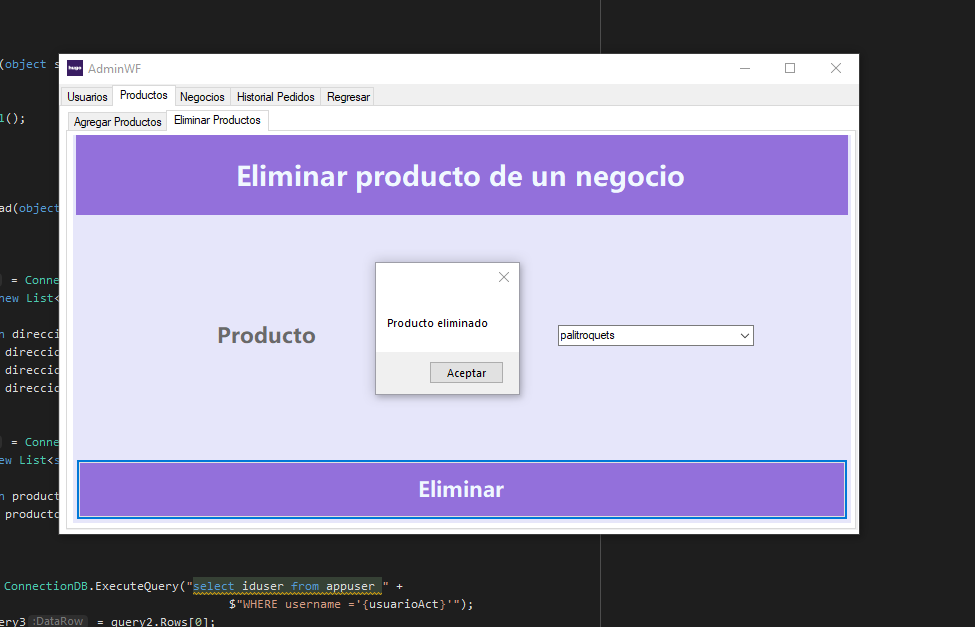 (object s
AdminWF
Usuarios Productos Negocios Historial Pedidos Regresar
1();
Agregar Productos Eliminar Productos
Eliminar producto de un negocio
ad(object
= Conne
new List<
Producto eliminado
Producto
palitroquets
n direcci
direccio
direccio
Aceptar
direccio
= Conne
ew List<s
Eliminar
n product
producto
ConnectionDB.ExecuteQuery("select iduser from appuser " +
$"WHERE username ='{usuarioAct}'");
ery3 :DataRow = query2.Rows[0];